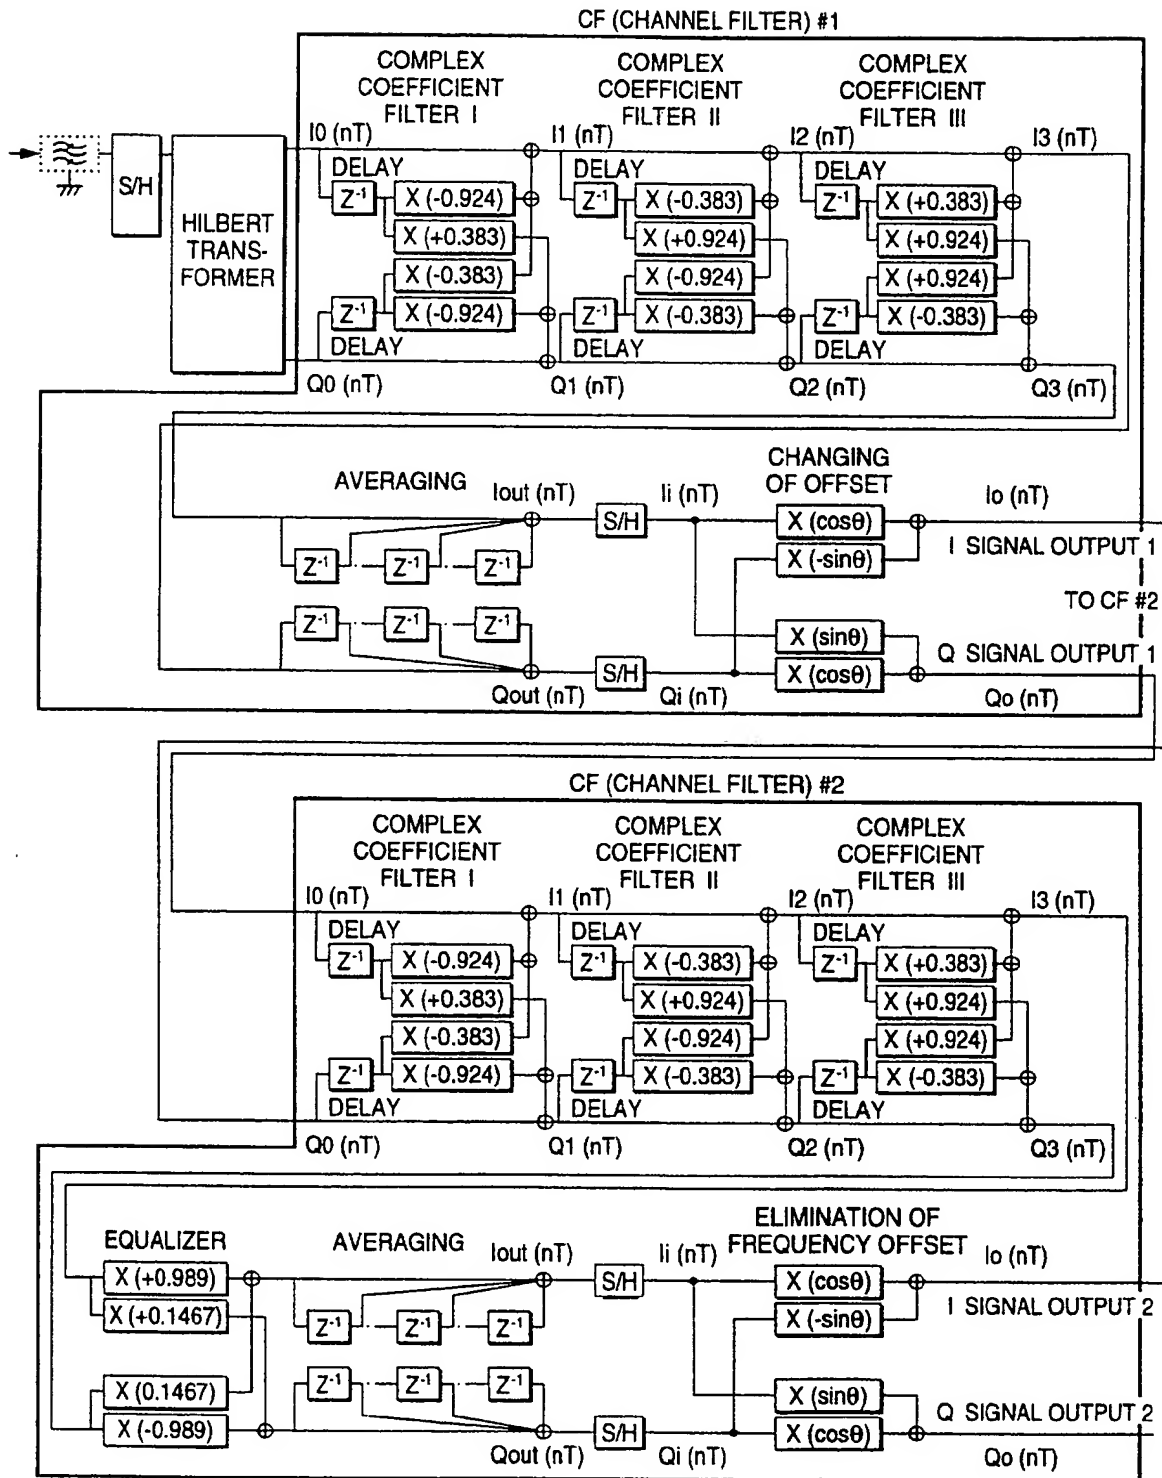 CF (CHANNEL FILTER) #1
COMPLEX COEFFICIENT FILTER I
COMPLEX COEFFICIENT FILTER II
COMPLEX COEFFICIENT FILTER III
S/H
HILBERT TRANS-FORMER
I0 (nT)
I1 (nT)
I2 (nT)
I3 (nT)
DELAY
Z-1
X (-0.924)
X (+0.383)
X (-0.383)
Z-1
X (-0.924)
DELAY
DELAY
Z-1
X (-0.383)
X (+0.924)
X (-0.924)
Z-1
X (-0.383)
DELAY
DELAY
Z-1
X (+0.383)
X (+0.924)
X (+0.924)
Z-1
X (-0.383)
DELAY
Q0 (nT)
Q1 (nT)
Q2 (nT)
Q3 (nT)
AVERAGING
Iout (nT)
Z-1
Z-1
Z-1
Z-1
Z-1
Z-1
Qout (nT)
S/H
S/H
Ii (nT)
Qi (nT)
CHANGING OF OFFSET
X (cosθ)
X (-sinθ)
X (sinθ)
X (cosθ)
Io (nT)
I SIGNAL OUTPUT 1
TO CF #2
Q SIGNAL OUTPUT 1
Qo (nT)
CF (CHANNEL FILTER) #2
COMPLEX COEFFICIENT FILTER I
COMPLEX COEFFICIENT FILTER II
COMPLEX COEFFICIENT FILTER III
I0 (nT)
I1 (nT)
I2 (nT)
I3 (nT)
DELAY
Z-1
X (-0.924)
X (+0.383)
X (-0.383)
Z-1
X (-0.924)
DELAY
DELAY
Z-1
X (-0.383)
X (+0.924)
X (-0.924)
Z-1
X (-0.383)
DELAY
DELAY
Z-1
X (+0.383)
X (+0.924)
X (+0.924)
Z-1
X (-0.383)
DELAY
Q0 (nT)
Q1 (nT)
Q2 (nT)
Q3 (nT)
EQUALIZER
X (+0.989)
X (+0.1467)
X (0.1467)
X (-0.989)
AVERAGING
Iout (nT)
Z-1
Z-1
Z-1
Z-1
Z-1
Z-1
Qout (nT)
S/H
S/H
Ii (nT)
Qi (nT)
ELIMINATION OF FREQUENCY OFFSET
X (cosθ)
X (-sinθ)
X (sinθ)
X (cosθ)
Io (nT)
I SIGNAL OUTPUT 2
Q SIGNAL OUTPUT 2
Qo (nT)